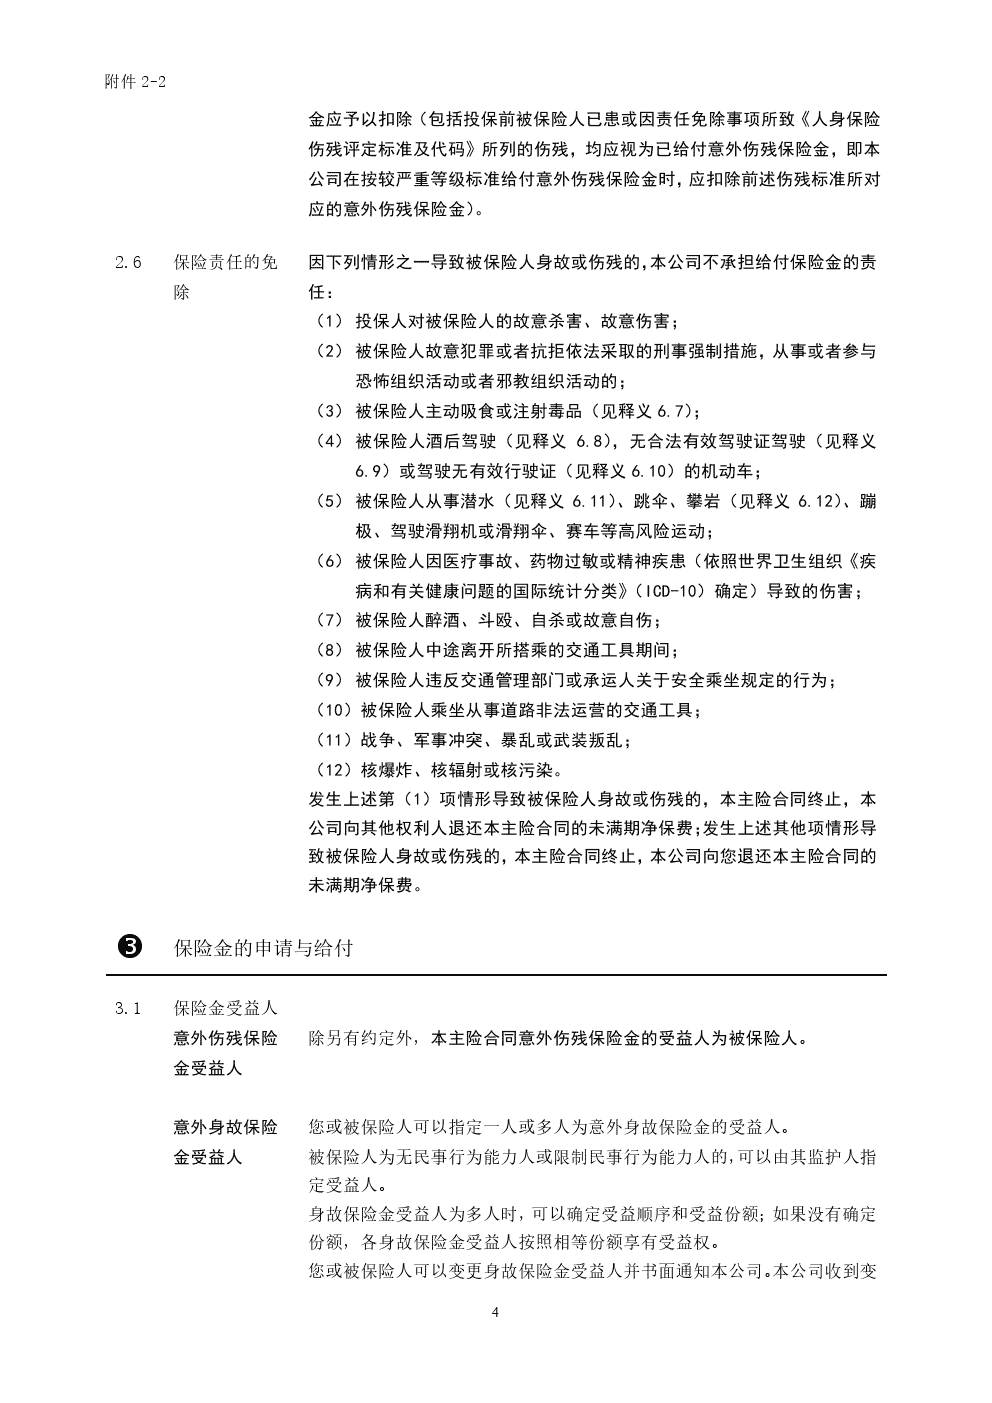 附件 2-2
金应予以扣除（包括投保前被保险人已患或因责任免除事项所致《人身保险
伤残评定标准及代码》所列的伤残，均应视为已给付意外伤残保险金，即本
公司在按较严重等级标准给付意外伤残保险金时，应扣除前述伤残标准所对
应的意外伤残保险金）。
2.6 保险责任的免 因下列情形之一导致被保险人身故或伤残的，本公司不承担给付保险金的责
除 任：
（1） 投保人对被保险人的故意杀害、故意伤害；
（2） 被保险人故意犯罪或者抗拒依法采取的刑事强制措施，从事或者参与
恐怖组织活动或者邪教组织活动的；
（3） 被保险人主动吸食或注射毒品（见释义 6.7）；
（4） 被保险人酒后驾驶（见释义 6.8），无合法有效驾驶证驾驶（见释义
6.9）或驾驶无有效行驶证（见释义 6.10）的机动车；
（5） 被保险人从事潜水（见释义 6.11）、跳伞、攀岩（见释义 6.12）、蹦
极、驾驶滑翔机或滑翔伞、赛车等高风险运动；
（6） 被保险人因医疗事故、药物过敏或精神疾患（依照世界卫生组织《疾
病和有关健康问题的国际统计分类》（ICD-10）确定）导致的伤害；
（7） 被保险人醉酒、斗殴、自杀或故意自伤；
（8） 被保险人中途离开所搭乘的交通工具期间；
（9） 被保险人违反交通管理部门或承运人关于安全乘坐规定的行为；
（10）被保险人乘坐从事道路非法运营的交通工具；
（11）战争、军事冲突、暴乱或武装叛乱；
（12）核爆炸、核辐射或核污染。
发生上述第（1）项情形导致被保险人身故或伤残的，本主险合同终止，本
公司向其他权利人退还本主险合同的未满期净保费；发生上述其他项情形导
致被保险人身故或伤残的，本主险合同终止，本公司向您退还本主险合同的
未满期净保费。
❸ 保险金的申请与给付
3.1 保险金受益人
意外伤残保险 除另有约定外，本主险合同意外伤残保险金的受益人为被保险人。
金受益人
意外身故保险 您或被保险人可以指定一人或多人为意外身故保险金的受益人。
金受益人 被保险人为无民事行为能力人或限制民事行为能力人的，可以由其监护人指
定受益人。
身故保险金受益人为多人时，可以确定受益顺序和受益份额；如果没有确定
份额，各身故保险金受益人按照相等份额享有受益权。
您或被保险人可以变更身故保险金受益人并书面通知本公司。本公司收到变
4